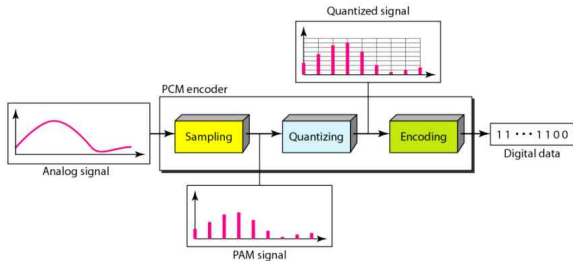 Quantized signal
PCM encoder
Sampling
Quantizing
Encoding
11 ••• 1100
Digital data
Analog signal
PAM signal